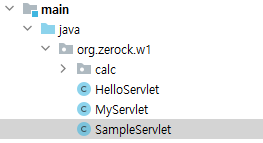 main
java
org.zerock.w1
calc
HelloServlet
MyServlet
SampleServlet